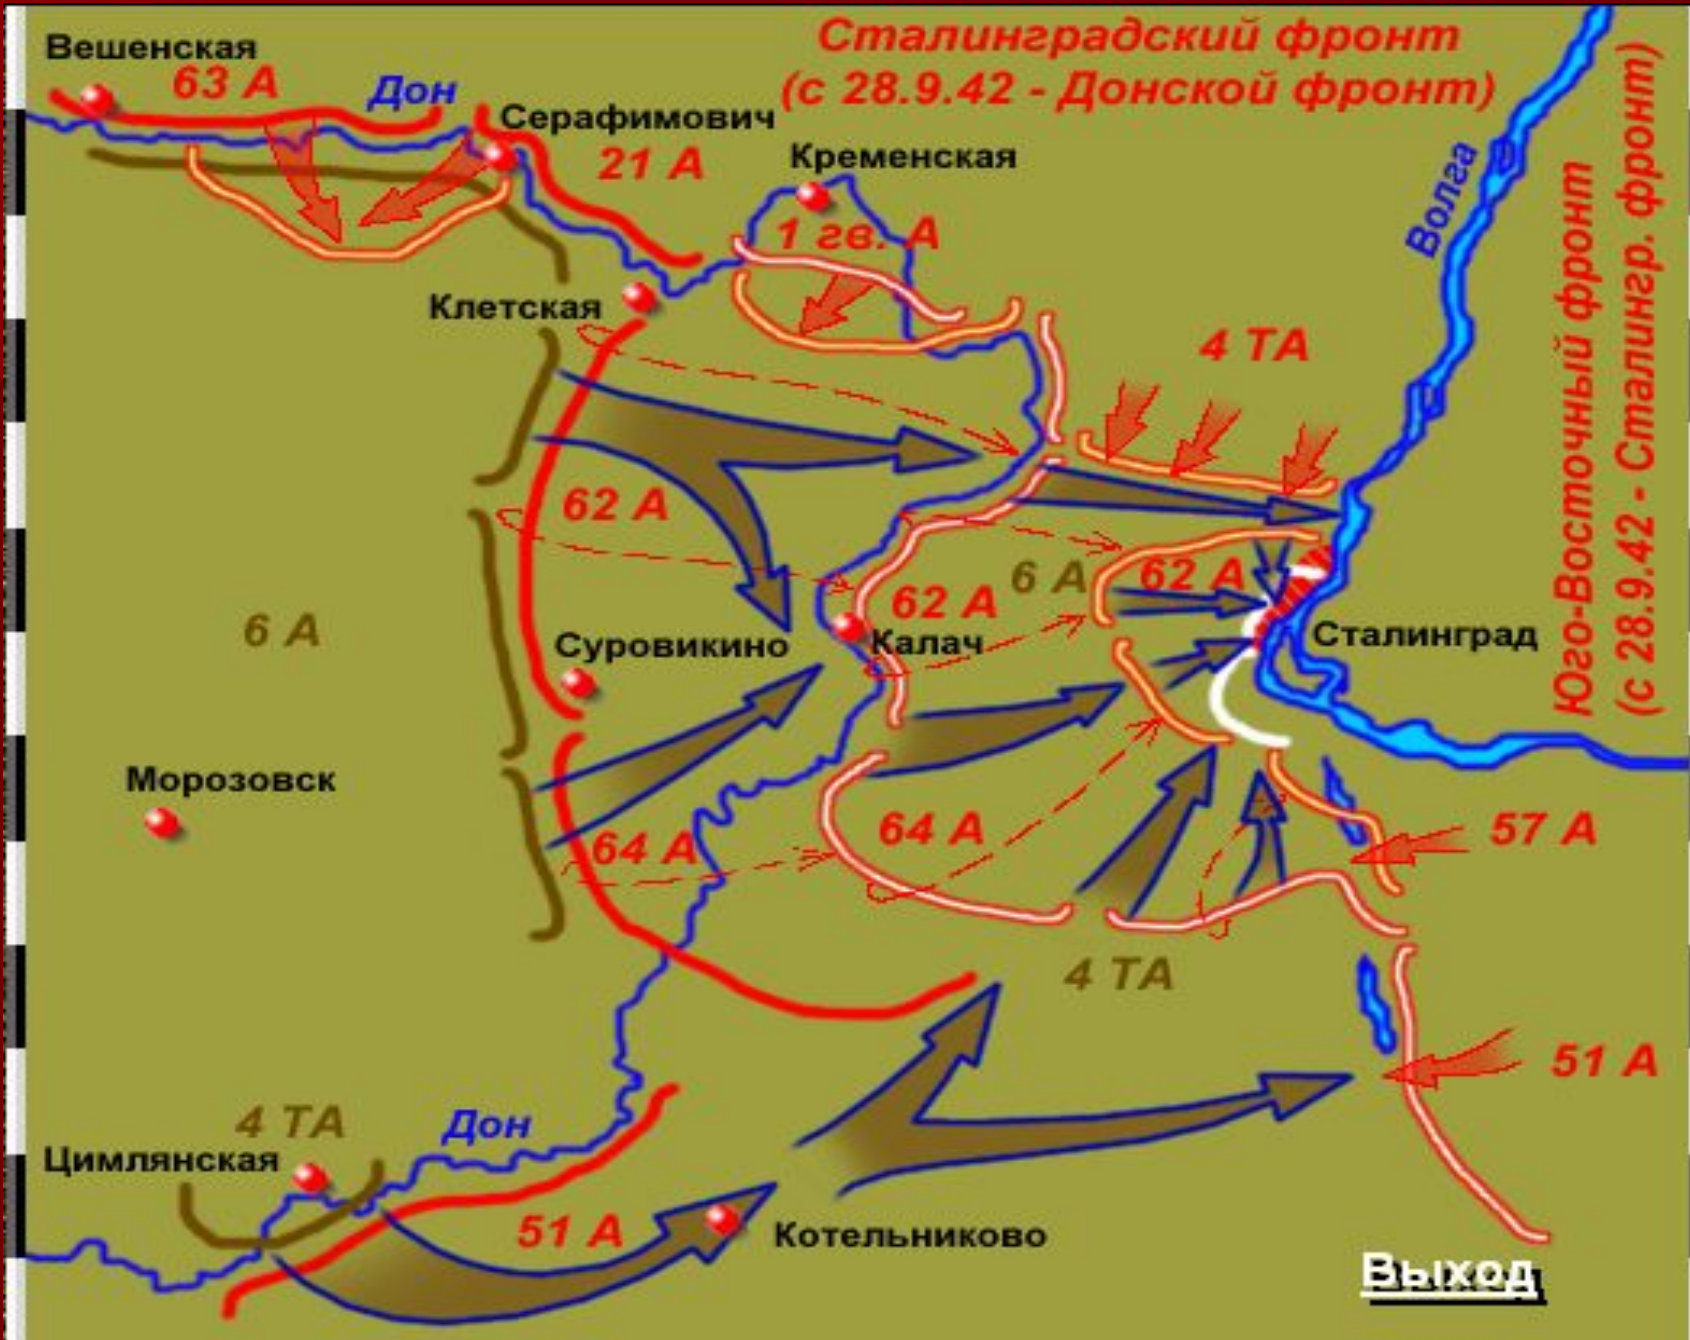 Вешенская
63 А
Дон
Серафимович
21 А
Сталинградский фронт
(с 28.9.42 - Донской фронт)
Кременская
1 гв. А
Волга
Юго-Восточный фронт
(с 28.9.42 - Сталингр. фронт)
Клетская
4 ТА
62 А
62 А
6 А
62 А
6 А
Суровикино
Калач
Сталинград
Морозовск
64 А
64 А
57 А
4 ТА
51 А
4 ТА
Дон
Цимлянская
51 А
Котельниково
Выход